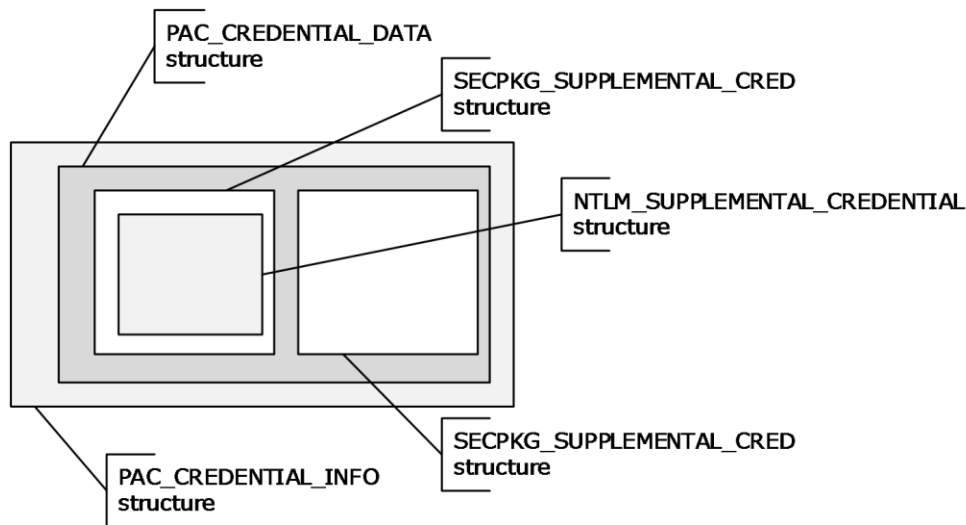 PAC_CREDENTIAL_DATA
structure
SECPKG_SUPPLEMENTAL_CRED
structure
NTLM_SUPPLEMENTAL_CREDENTIAL
structure
SECPKG_SUPPLEMENTAL_CRED
structure
PAC_CREDENTIAL_INFO
structure